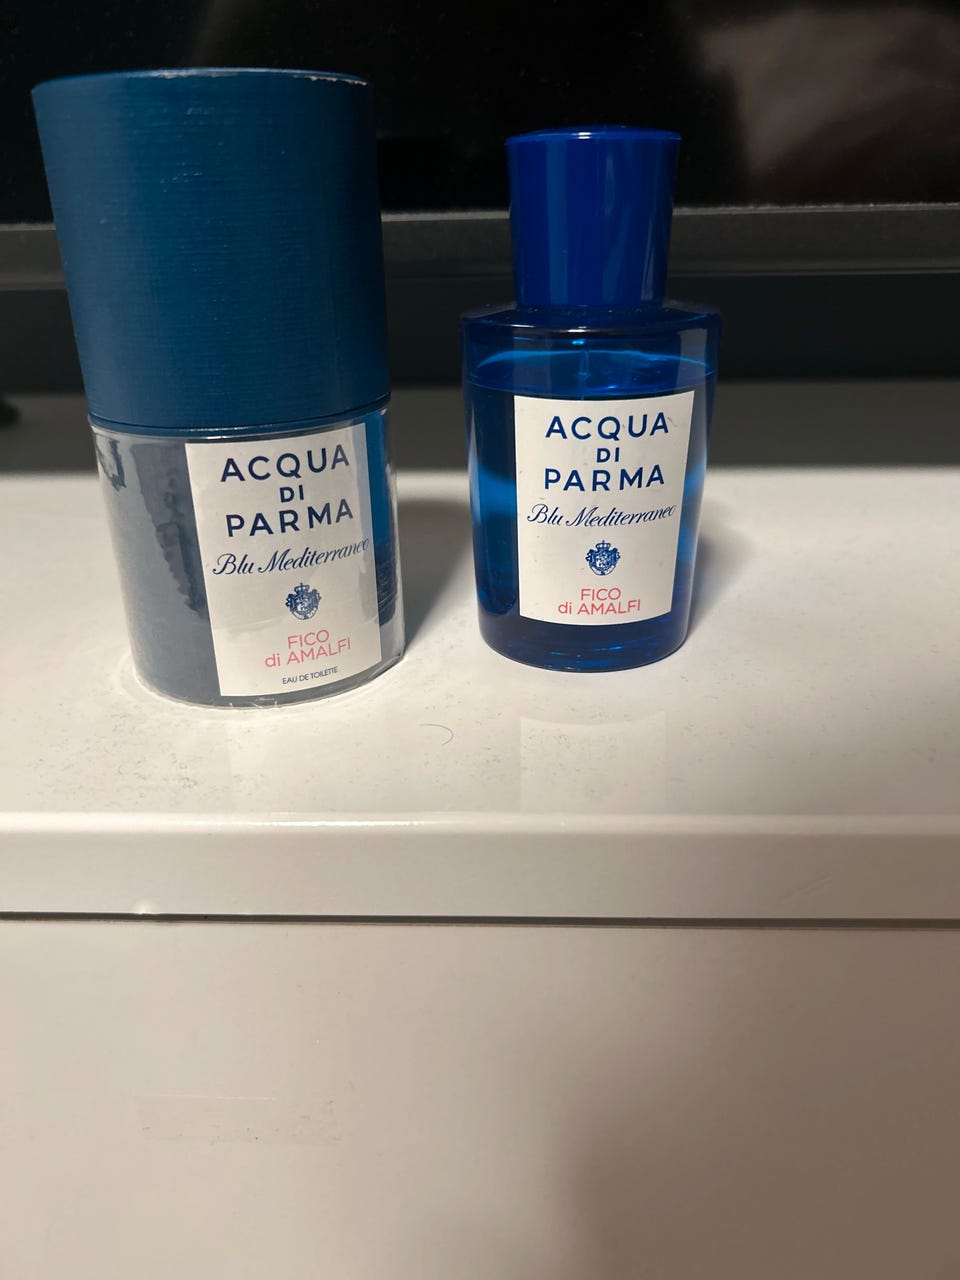 ACQUA
DI
PARMA
Blu Mediterraneo
FICO
di AMALFI
EAU DE TOILETTE
ACQUA
DI
PARMA
Blu Mediterraneo
FICO
di AMALFI